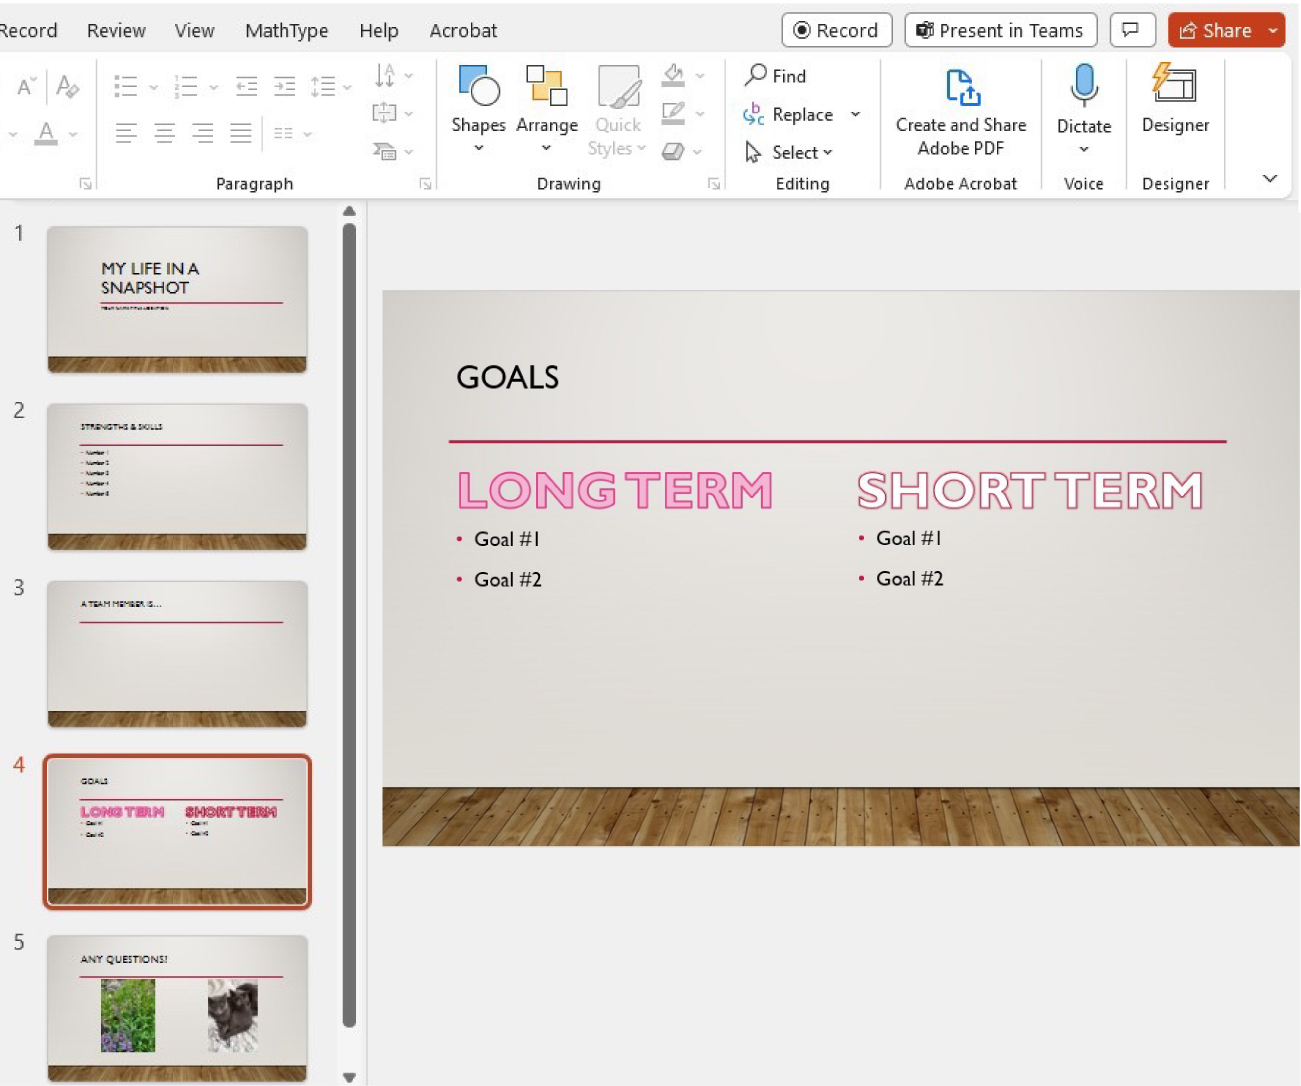 Record Review View MathType Help Acrobat Record Present in Teams Share
A A Find
Replace
A Shapes Arrange Quick Styles Select Create and Share Adobe PDF Dictate Designer
Paragraph Drawing Editing Adobe Acrobat Voice Designer
1
MY LIFE IN A
SNAPSHOT
2
STRENGTHS & SKILLS
Number 1
Number 2
Number 3
Number 4
Number 5
3
A TEAM MEMBER IS...
4
GOALS
LONG TERM SHORT TERM
Goal #1 Goal #1
Goal #2 Goal #2
5
ANY QUESTIONS?
GOALS
LONG TERM SHORT TERM
• Goal #1 • Goal #1
• Goal #2 • Goal #2